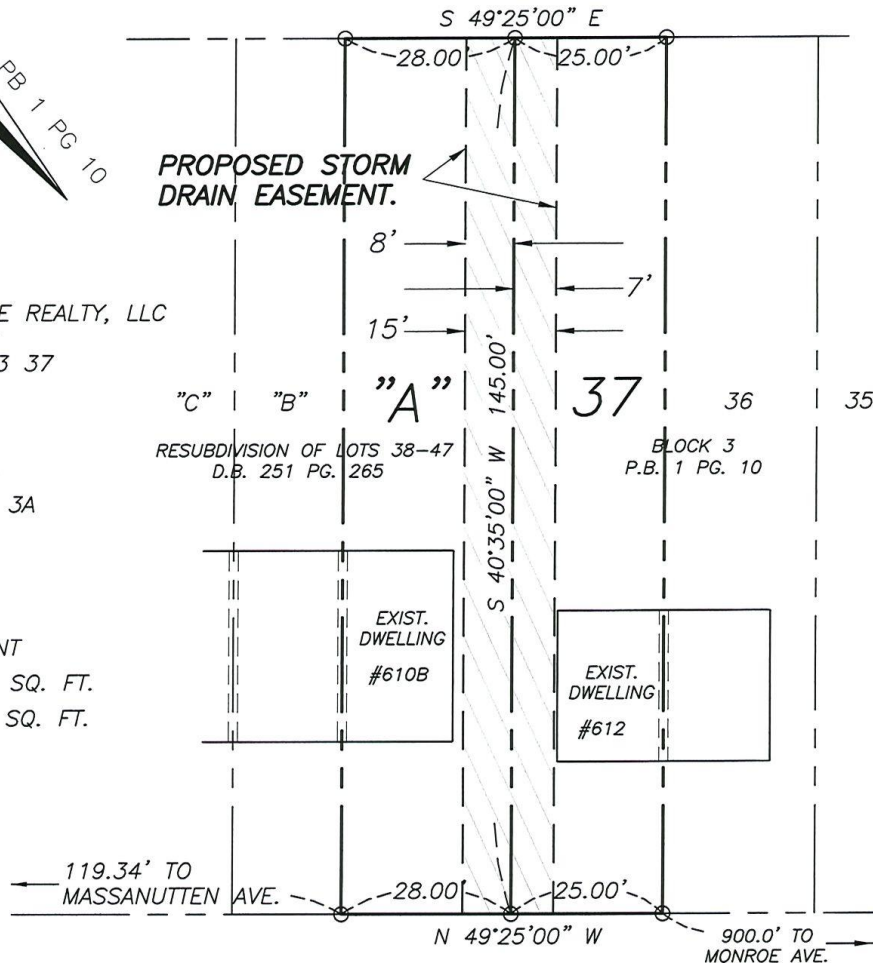 S 49°25'00" E
28.00'
25.00'
PB 1 PG 10
PROPOSED STORM
DRAIN EASEMENT.
8'
7'
15'
E REALTY, LLC
3 37
"C"
"B"
"A"
S 40°35'00" W 145.00'
37
36
35
RESUBDIVISION OF LOTS 38-47
D.B. 251 PG. 265
BLOCK 3
P.B. 1 PG. 10
3A
EXIST.
DWELLING
#610B
EXIST.
DWELLING
#612
NT
SQ. FT.
SQ. FT.
119.34' TO
MASSANUTTEN AVE.
28.00'
25.00'
N 49°25'00" W
900.0' TO
MONROE AVE.